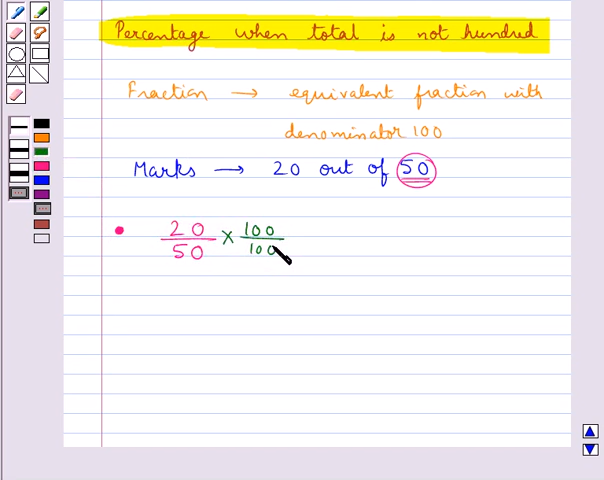 Percentage when total is not hundred
Fraction → equivalent fraction with
denominator 100
Marks → 20 out of 50
• 20/50 × 100/100